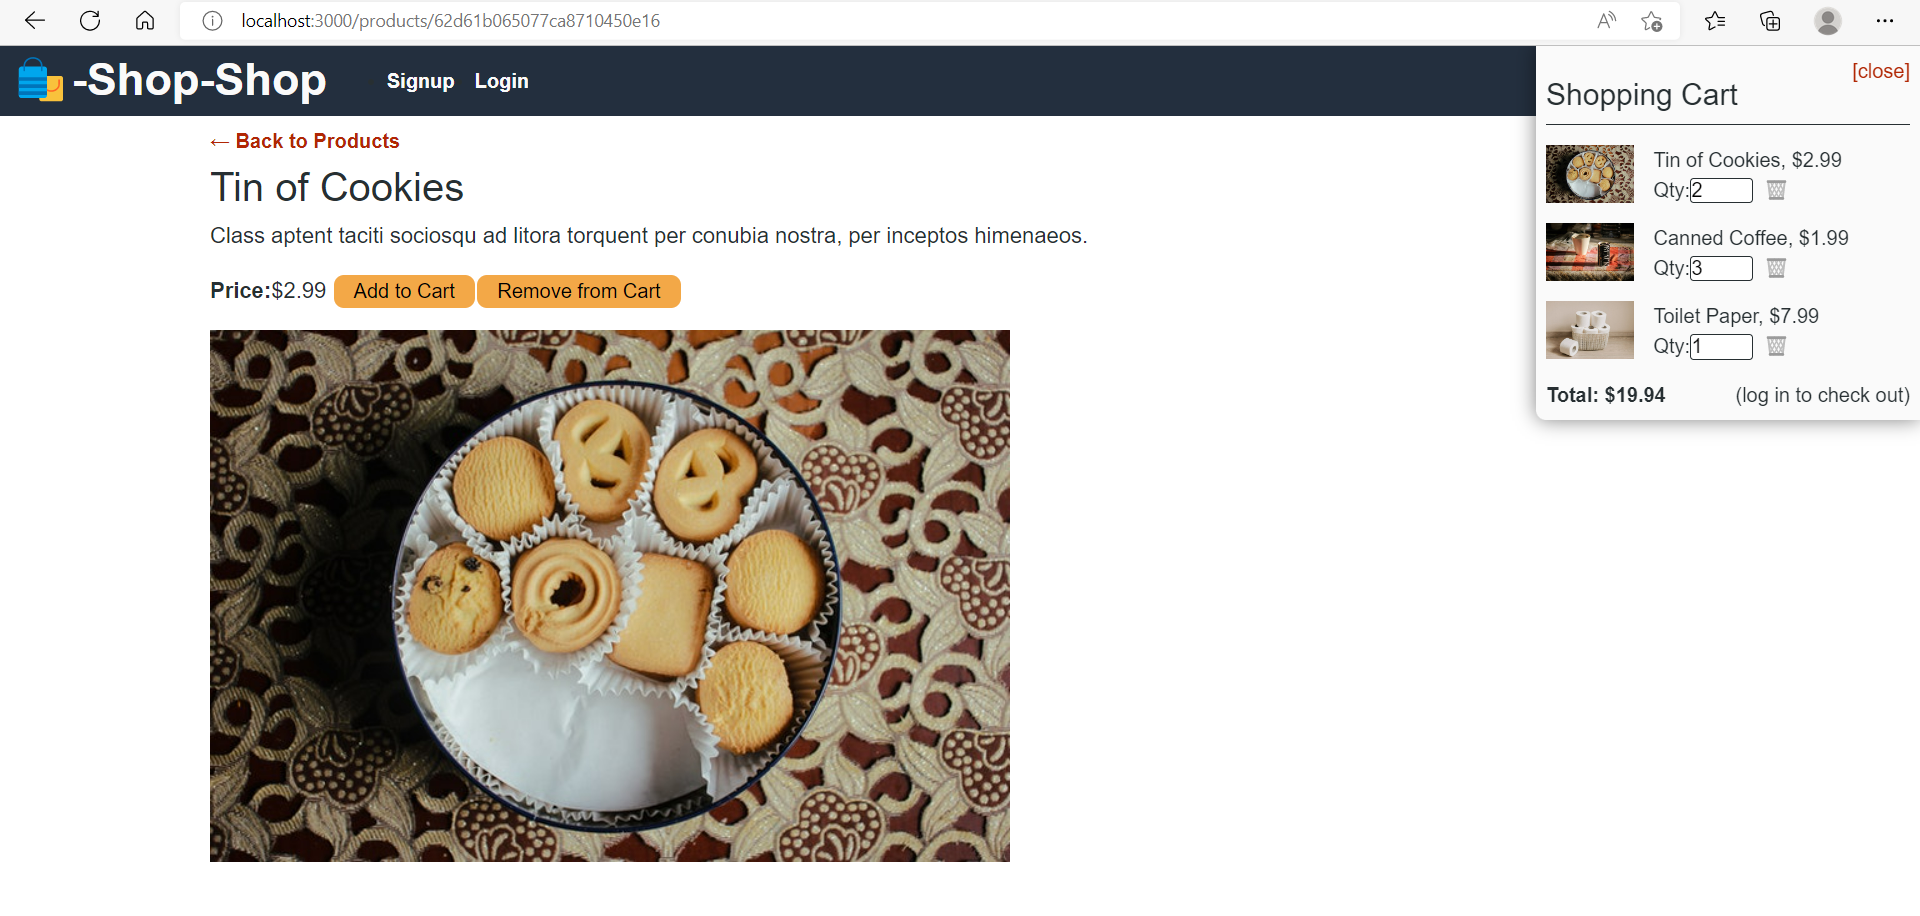 localhost:3000/products/62d61b065077ca8710450e16
-Shop-Shop
Signup Login
← Back to Products
Tin of Cookies
Class aptent taciti sociosqu ad litora torquent per conubia nostra, per inceptos himenaeos.
Price:$2.99 Add to Cart Remove from Cart
[close]
Shopping Cart
Tin of Cookies, $2.99
Qty:2
Canned Coffee, $1.99
Qty:3
Toilet Paper, $7.99
Qty:1
Total: $19.94 (log in to check out)